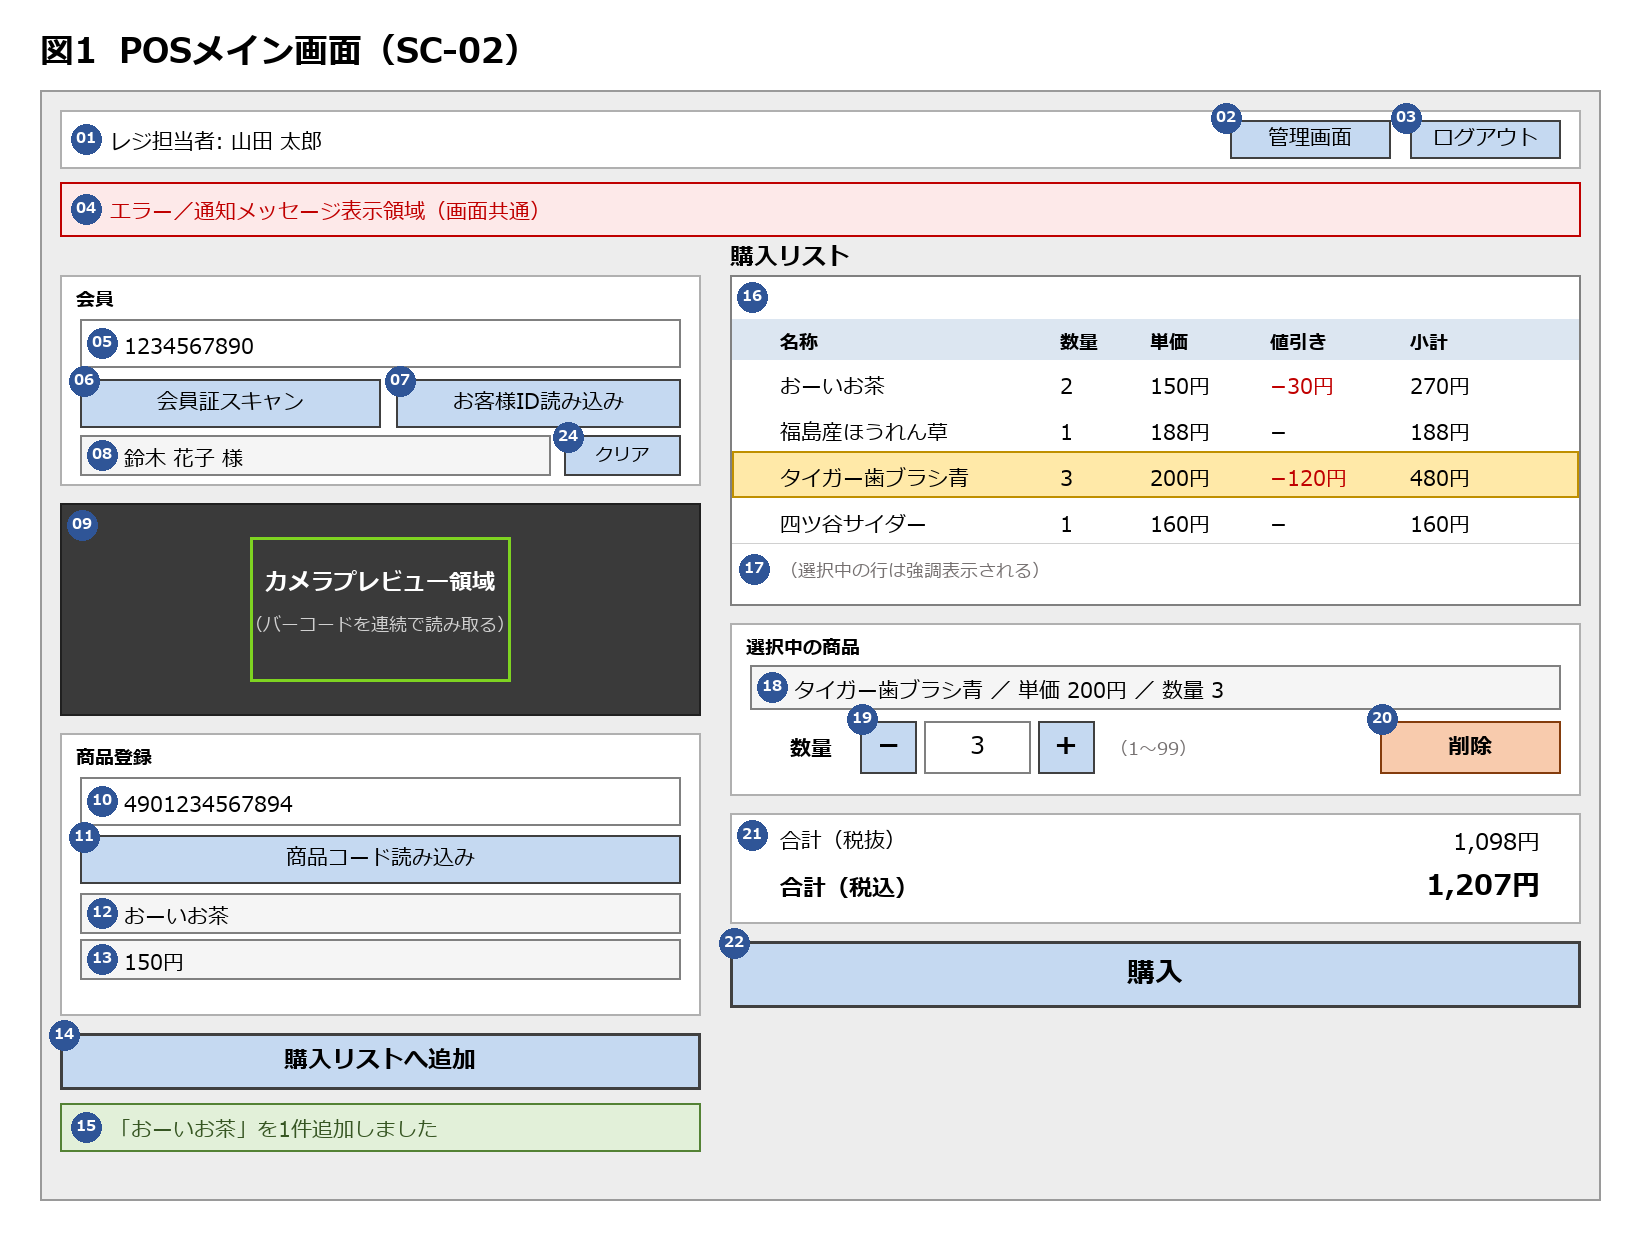 図1 POSメイン画面（SC-02）
01 レジ担当者: 山田 太郎
02 管理画面
03 ログアウト
04 エラー／通知メッセージ表示領域（画面共通）
会員
05 1234567890
06 会員証スキャン
07 お客様ID読み込み
08 鈴木 花子 様
24 クリア
09
カメラプレビュー領域
（バーコードを連続で読み取る）
商品登録
10 4901234567894
11 商品コード読み込み
12 おーいお茶
13 150円
14 購入リストへ追加
15 「おーいお茶」を1件追加しました
購入リスト
16
名称 数量 単価 値引き 小計
おーいお茶 2 150円 −30円 270円
福島産ほうれん草 1 188円 − 188円
タイガー歯ブラシ青 3 200円 −120円 480円
四ツ谷サイダー 1 160円 − 160円
17 （選択中の行は強調表示される）
選択中の商品
18 タイガー歯ブラシ青 ／ 単価 200円 ／ 数量 3
数量 19 − 3 + （1〜99） 20 削除
21 合計（税抜） 1,098円
合計（税込） 1,207円
22 購入